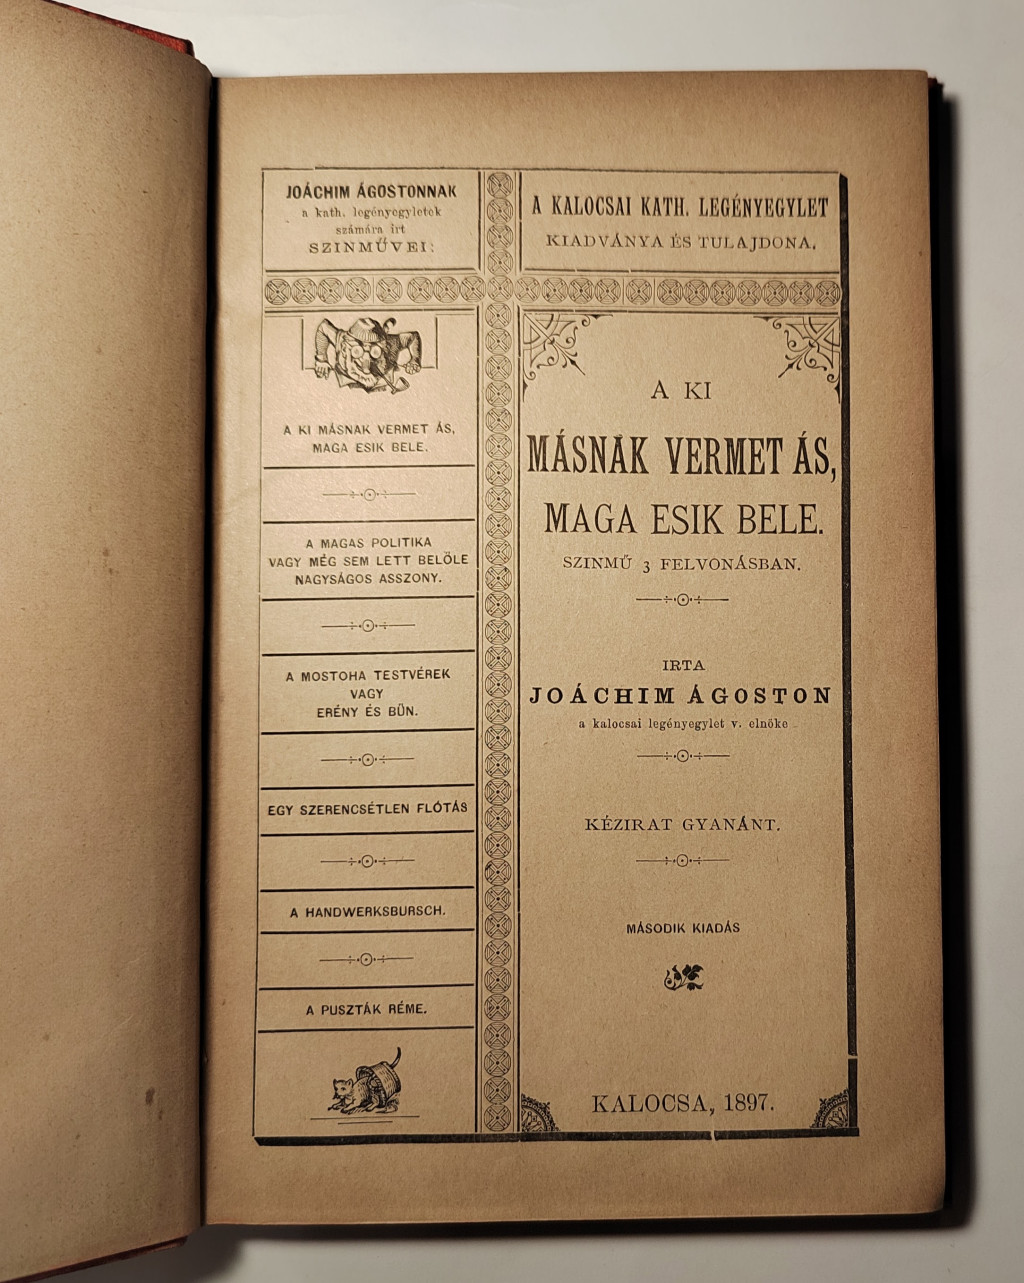 JOÁCHIM ÁGOSTONNAK
a kath. legényegyletek
számára irt
SZINMŰVEI:
A KI MÁSNAK VERMET ÁS,
MAGA ESIK BELE.
A MAGAS POLITIKA
VAGY MÉG SEM LETT BELÖLE
NAGYSÁGOS ASSZONY.
A MOSTOHA TESTVÉREK
VAGY
ERÉNY ÉS BŰN.
EGY SZERENCSÉTLEN FLÓTÁS
A HANDWERKSBURSCH.
A PUSZTÁK RÉME.
A KALOCSAI KATH. LEGÉNYEGYLET
KIADVÁNYA ÉS TULAJDONA.
A KI
MÁSNAK VERMET ÁS,
MAGA ESIK BELE.
SZINMŰ 3 FELVONÁSBAN.
IRTA
JOÁCHIM ÁGOSTON
a kalocsai legényegylet v. elnöke
KÉZIRAT GYANÁNT.
MÁSODIK KIADÁS
KALOCSA, 1897.